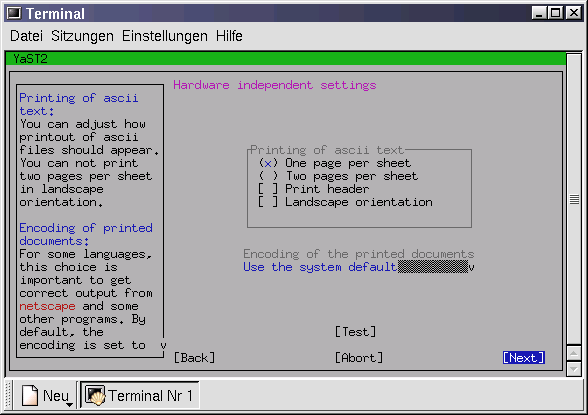 Terminal
Datei Sitzungen Einstellungen Hilfe
YaST2
Hardware independent settings
Printing of ascii
text:
You can adjust how
printout of ascii
files should appear.
You can not print
two pages per sheet
in landscape
orientation.
Encoding of printed
documents:
For some languages,
this choice is
important to get
correct output from
netscape and some
other programs. By
default, the
encoding is set to v
Printing of ascii text
(x) One page per sheet
( ) Two pages per sheet
[ ] Print header
[ ] Landscape orientation
Encoding of the printed documents
Use the system default v
[Test]
[Back] [Abort] [Next]
Neu Terminal Nr 1